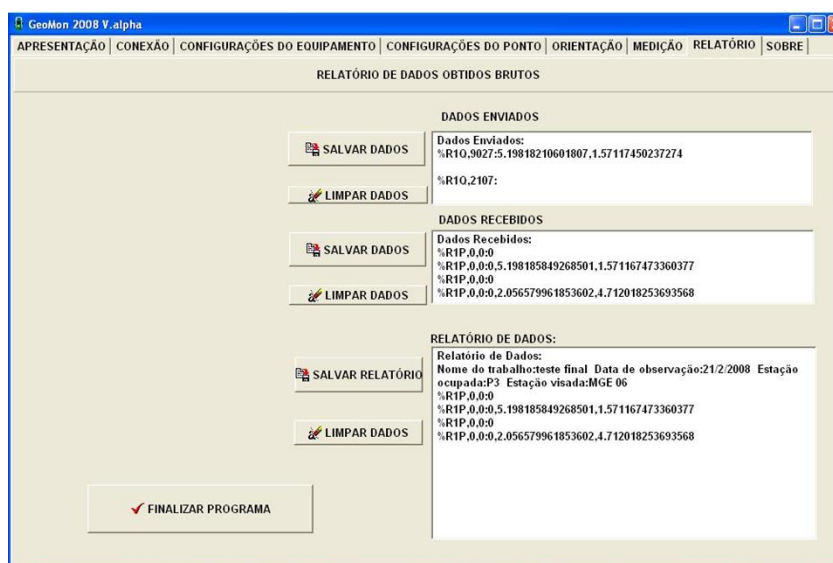 GeoMon 2008 V.alpha
APRESENTAÇÃO CONEXÃO CONFIGURAÇÕES DO EQUIPAMENTO CONFIGURAÇÕES DO PONTO ORIENTAÇÃO MEDIÇÃO RELATÓRIO SOBRE
RELATÓRIO DE DADOS OBTIDOS BRUTOS
DADOS ENVIADOS
SALVAR DADOS
LIMPAR DADOS
Dados Enviados:
%R1Q,9027:5.19818210601807,1.57117450237274
%R1Q,2107:
DADOS RECEBIDOS
SALVAR DADOS
LIMPAR DADOS
Dados Recebidos:
%R1P,0,0:0
%R1P,0,0:0,5.198185849268501,1.571167473360377
%R1P,0,0:0
%R1P,0,0:0,2.056579961853602,4.712018253693568
RELATÓRIO DE DADOS:
SALVAR RELATÓRIO
LIMPAR DADOS
Relatório de Dados:
Nome do trabalho:teste final Data de observação:21/2/2008 Estação
ocupada:P3 Estação visada:MGE 06
%R1P,0,0:0
%R1P,0,0:0,5.198185849268501,1.571167473360377
%R1P,0,0:0
%R1P,0,0:0,2.056579961853602,4.712018253693568
FINALIZAR PROGRAMA